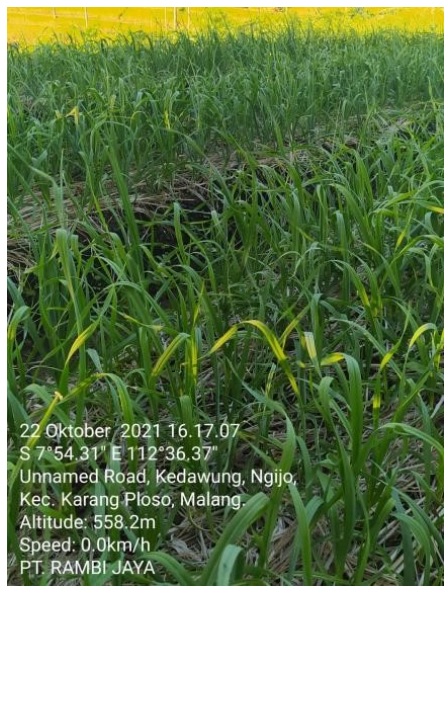 22 Oktober 2021 16.17.07
S 7°54.31" E 112°36.37"
Unnamed Road, Kedawung, Ngijo,
Kec. Karang Ploso, Malang.
Altitude: 558.2m
Speed: 0.0km/h
PT. RAMBI JAYA